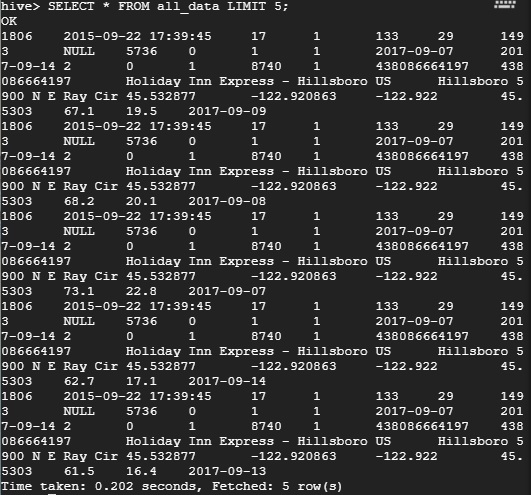 hive> SELECT * FROM all_data LIMIT 5;
OK
1806 2015-09-22 17:39:45 17 1 133 29 149
3 NULL 5736 0 1 1 2017-09-07 201
7-09-14 2 0 1 8740 1 438086664197 438
086664197 Holiday Inn Express - Hillsboro US Hillsboro 5
900 N E Ray Cir 45.532877 -122.920863 -122.922 45.
5303 67.1 19.5 2017-09-09
1806 2015-09-22 17:39:45 17 1 133 29 149
3 NULL 5736 0 1 1 2017-09-07 201
7-09-14 2 0 1 8740 1 438086664197 438
086664197 Holiday Inn Express - Hillsboro US Hillsboro 5
900 N E Ray Cir 45.532877 -122.920863 -122.922 45.
5303 68.2 20.1 2017-09-08
1806 2015-09-22 17:39:45 17 1 133 29 149
3 NULL 5736 0 1 1 2017-09-07 201
7-09-14 2 0 1 8740 1 438086664197 438
086664197 Holiday Inn Express - Hillsboro US Hillsboro 5
900 N E Ray Cir 45.532877 -122.920863 -122.922 45.
5303 73.1 22.8 2017-09-07
1806 2015-09-22 17:39:45 17 1 133 29 149
3 NULL 5736 0 1 1 2017-09-07 201
7-09-14 2 0 1 8740 1 438086664197 438
086664197 Holiday Inn Express - Hillsboro US Hillsboro 5
900 N E Ray Cir 45.532877 -122.920863 -122.922 45.
5303 62.7 17.1 2017-09-14
1806 2015-09-22 17:39:45 17 1 133 29 149
3 NULL 5736 0 1 1 2017-09-07 201
7-09-14 2 0 1 8740 1 438086664197 438
086664197 Holiday Inn Express - Hillsboro US Hillsboro 5
900 N E Ray Cir 45.532877 -122.920863 -122.922 45.
5303 61.5 16.4 2017-09-13
Time taken: 0.202 seconds, Fetched: 5 row(s)